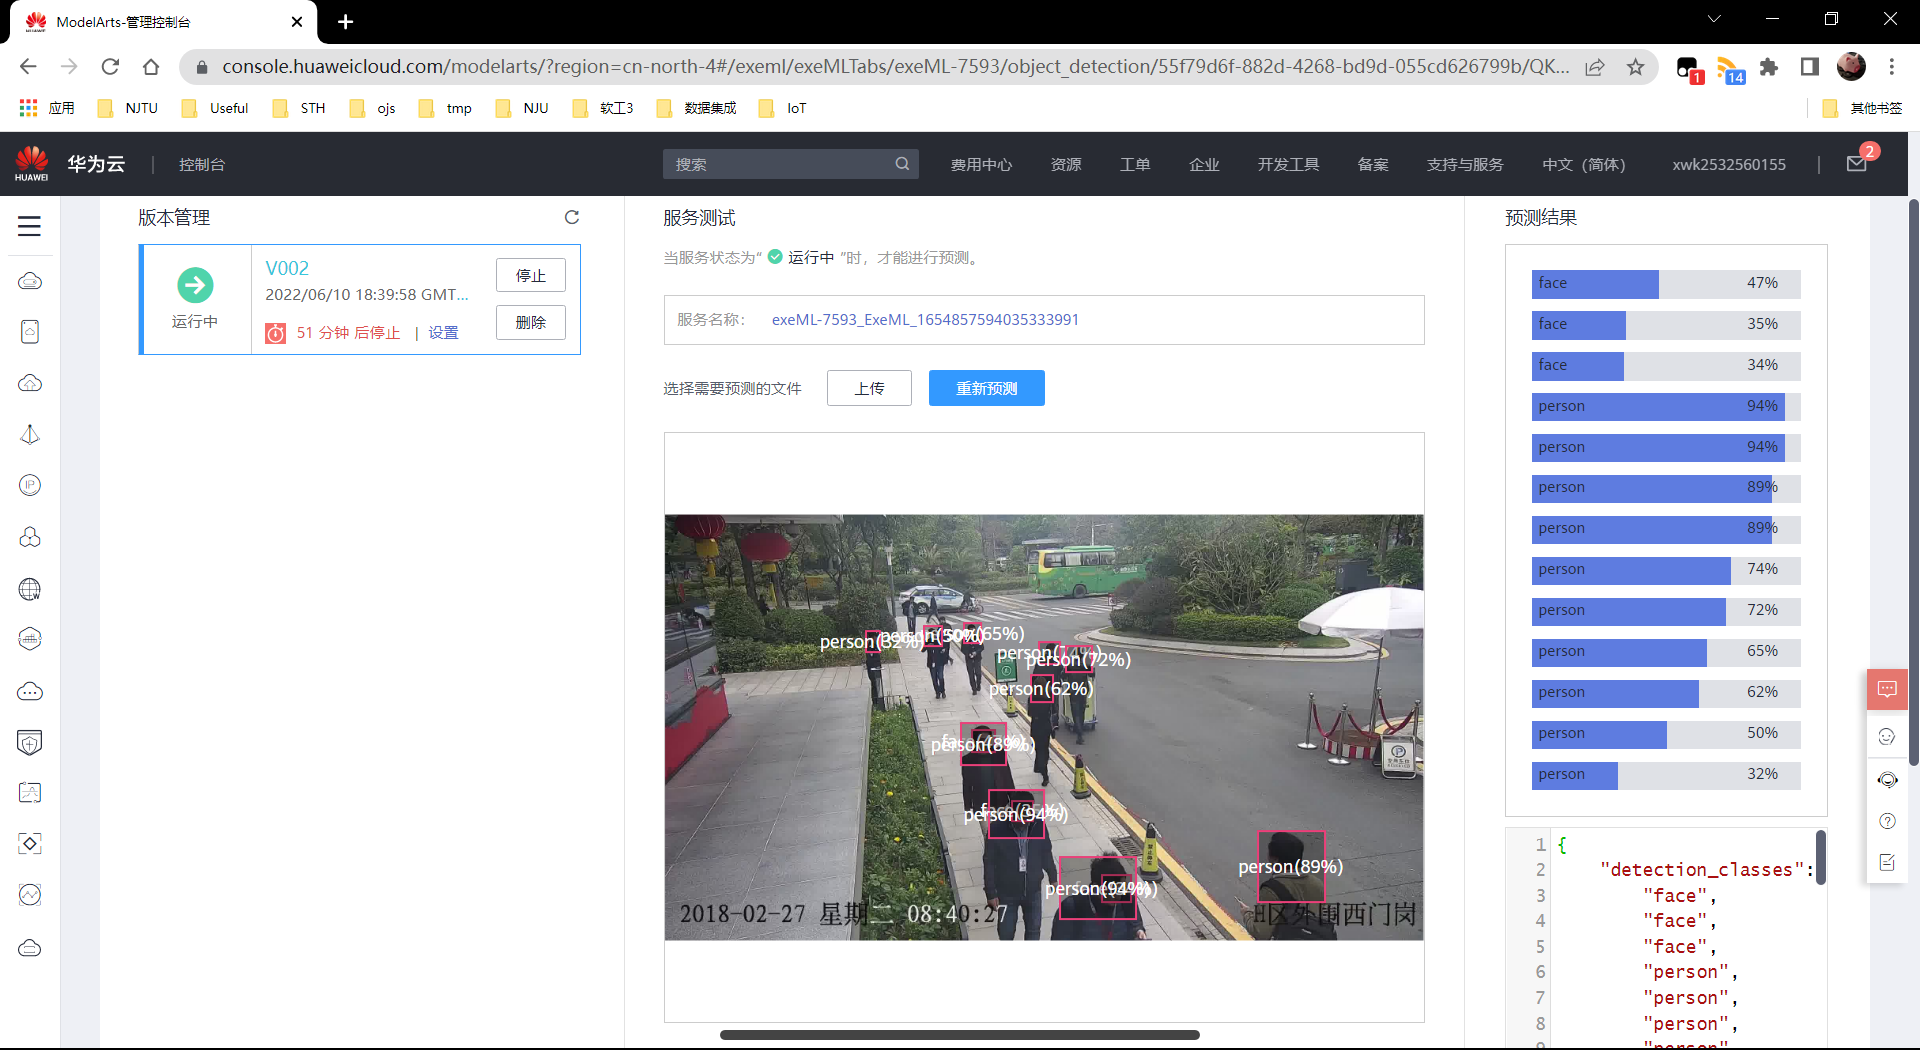 ModelArts-管理控制台
console.huaweicloud.com/modelarts/?region=cn-north-4#/exeml/exeMLTabs/exeML-7593/object_detection/55f79d6f-882d-4268-bd9d-055cd626799b/QK...
1
14
应用 NJTU Useful STH ojs tmp NJU 软工3 数据集成 IoT 其他书签
HUAWEI 华为云 | 控制台 搜索 费用中心 资源 工单 企业 开发工具 备案 支持与服务 中文（简体） xwk2532560155 | 2
版本管理
V002
2022/06/10 18:39:58 GMT...
运行中
51 分钟 后停止 | 设置
停止
删除
服务测试
当服务状态为“ 运行中 ”时，才能进行预测。
服务名称： exeML-7593_ExeML_1654857594035333991
选择需要预测的文件 上传 重新预测
person(32%)
person(50%)
(65%)
person(72%)
person(62%)
person(89%)
person(94%)
person(94%)
person(89%)
2018-02-27 星期二 08:40:27
H区外围西门岗
预测结果
face 47%
face 35%
face 34%
person 94%
person 94%
person 89%
person 89%
person 74%
person 72%
person 65%
person 62%
person 50%
person 32%
1 {
2 "detection_classes":
3 "face",
4 "face",
5 "face",
6 "person",
7 "person",
8 "person",
IP
W